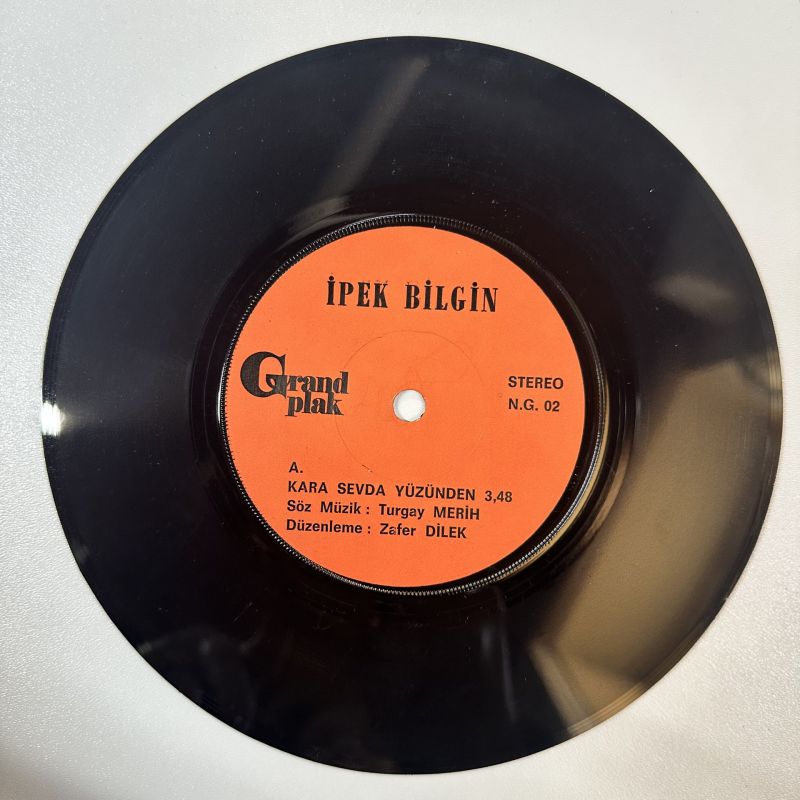 İPEK BİLGİN
Grand
plak
STEREO
N.G. 02
A.
KARA SEVDA YÜZÜNDEN 3,48
Söz Müzik : Turgay MERİH
Düzenleme : Zafer DİLEK